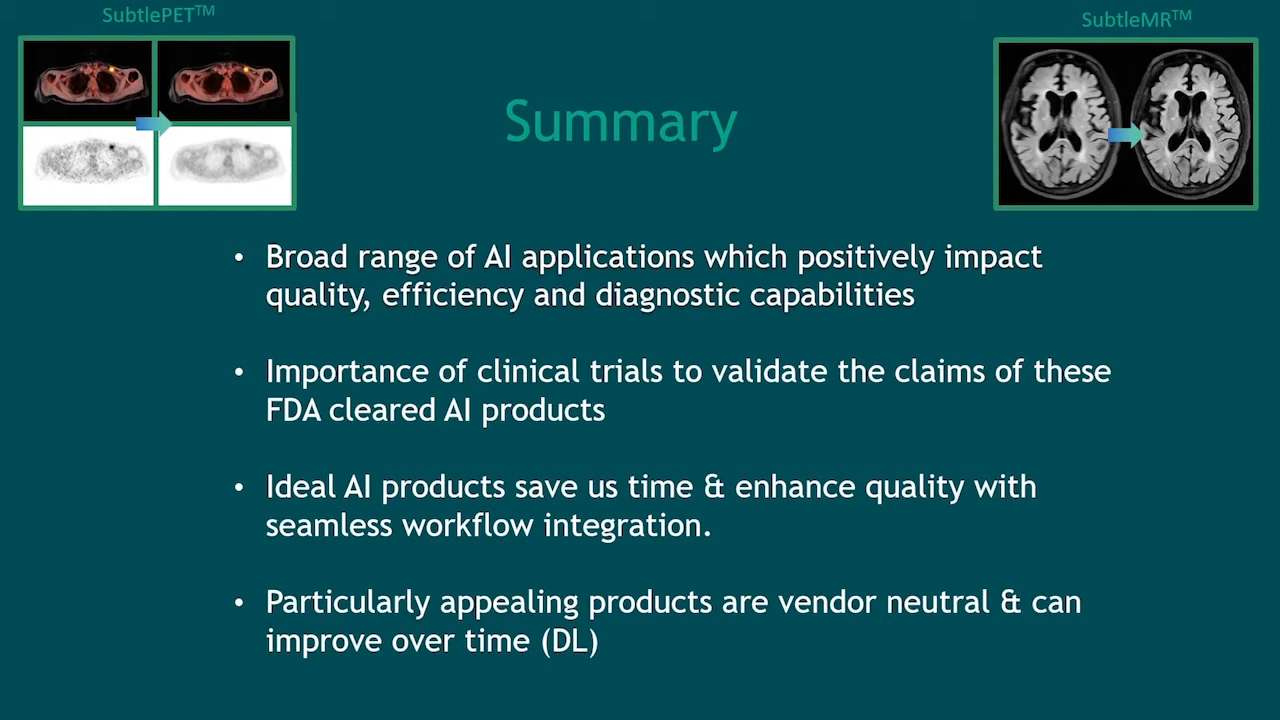 SubtlePET™
SubtleMR™
Summary
• Broad range of AI applications which positively impact
quality, efficiency and diagnostic capabilities
• Importance of clinical trials to validate the claims of these
FDA cleared AI products
• Ideal AI products save us time & enhance quality with
seamless workflow integration.
• Particularly appealing products are vendor neutral & can
improve over time (DL)